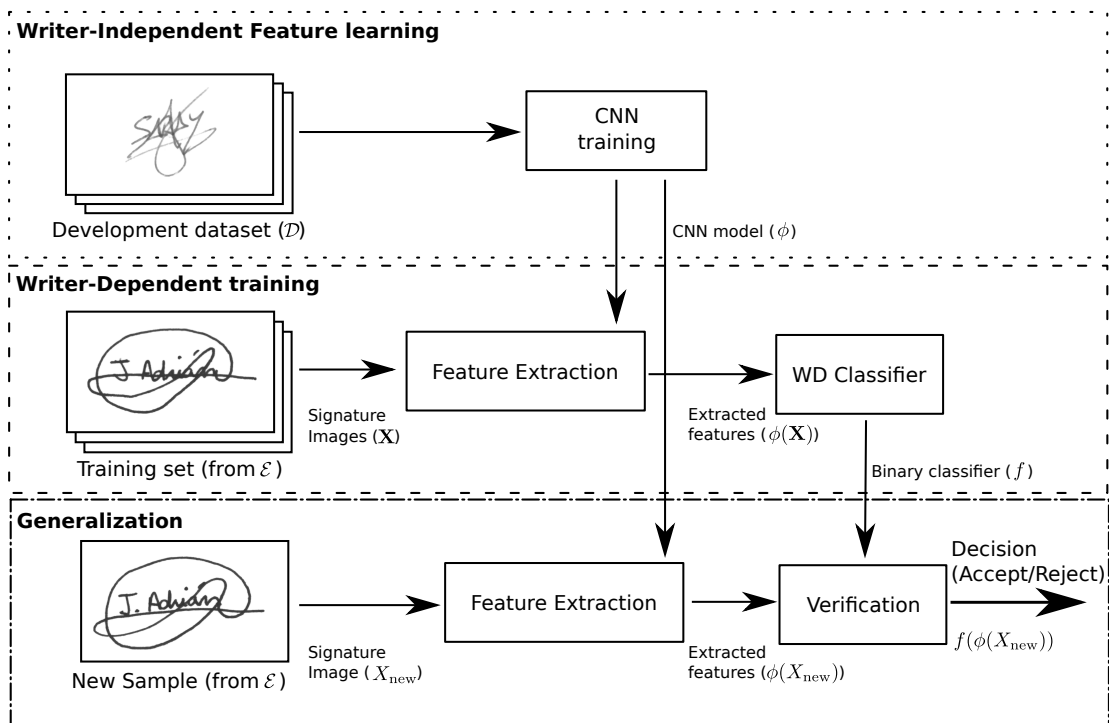 Writer-Independent Feature learning
CNN
training
Development dataset (𝒟)
CNN model (ϕ)
Writer-Dependent training
J. Adrián
Feature Extraction
WD Classifier
Signature
Images (𝐗)
Extracted
features (ϕ(𝐗))
Training set (from ℰ)
Binary classifier (f)
Generalization
J. Adrián
Feature Extraction
Verification
Decision
(Accept/Reject)
f(ϕ(X_new))
Signature
Image (X_new)
Extracted
features (ϕ(X_new))
New Sample (from ℰ)